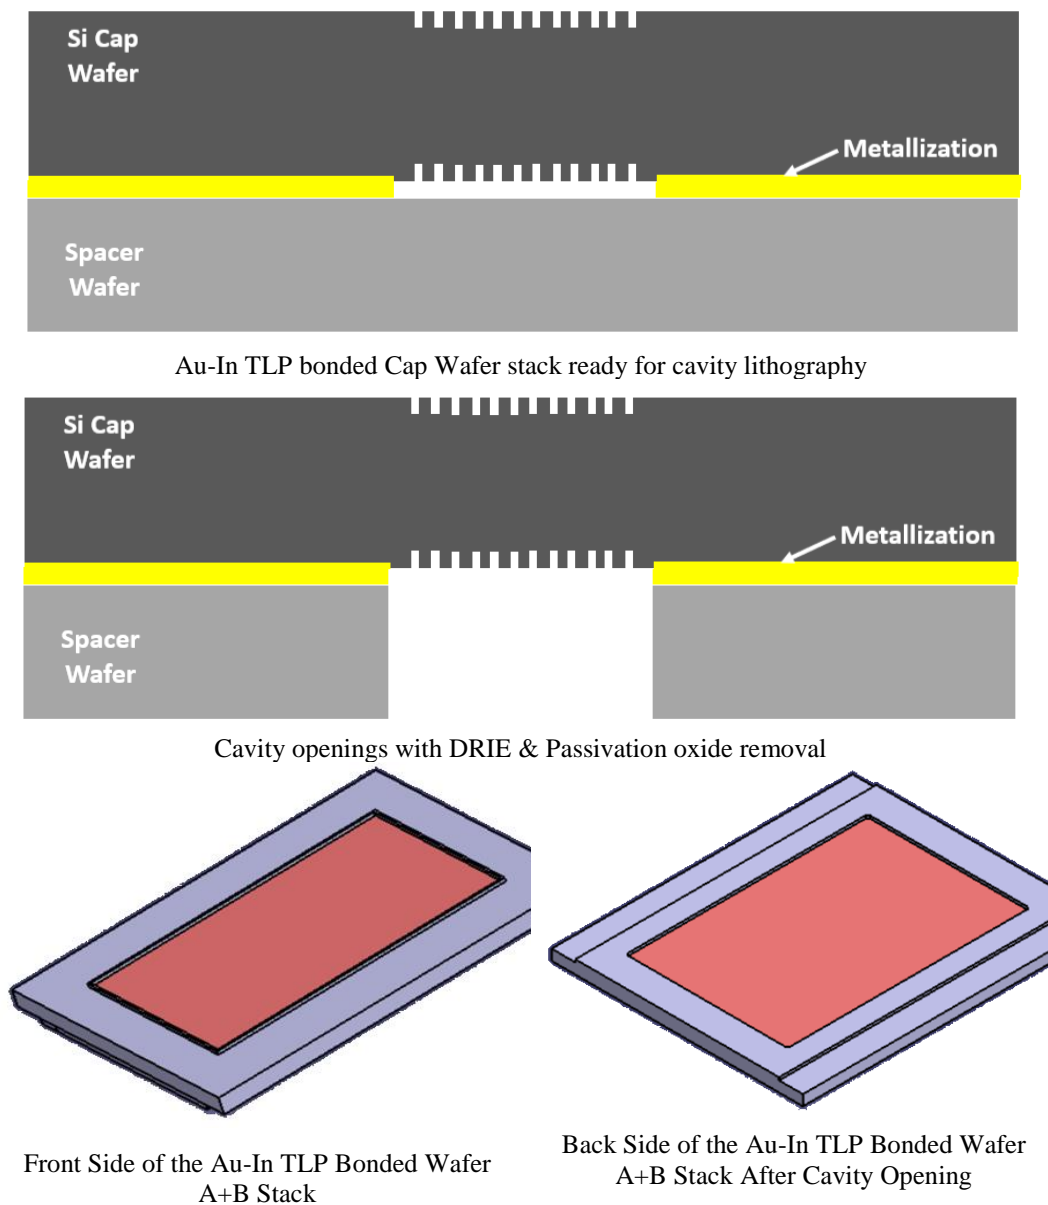 Si Cap
Wafer
Metallization
Spacer
Wafer
Au-In TLP bonded Cap Wafer stack ready for cavity lithography
Si Cap
Wafer
Metallization
Spacer
Wafer
Cavity openings with DRIE & Passivation oxide removal
Front Side of the Au-In TLP Bonded Wafer
A+B Stack
Back Side of the Au-In TLP Bonded Wafer
A+B Stack After Cavity Opening